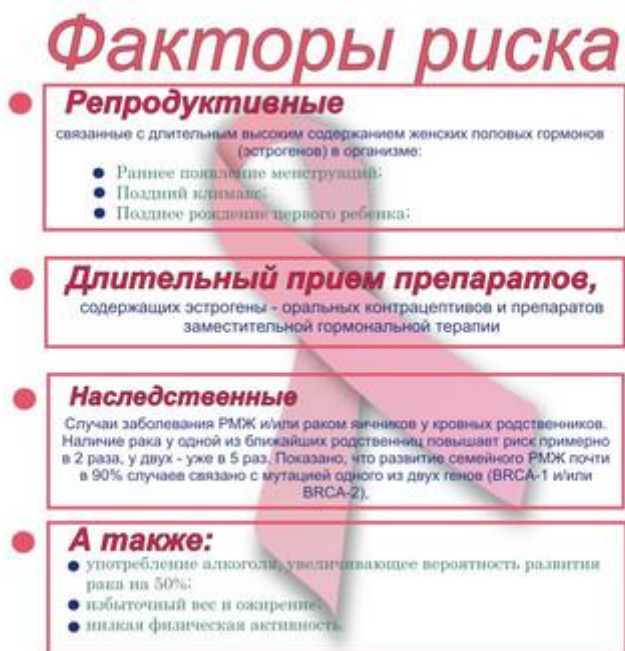 Факторы риска
Репродуктивные
связанные с длительным высоким содержанием женских половых гормонов
(эстрогенов) в организме:
Раннее появление менструаций;
Поздний климакс;
Позднее рождение первого ребенка;
Длительный прием препаратов,
содержащих эстрогены - оральных контрацептивов и препаратов
заместительной гормональной терапии
Наследственные
Случаи заболевания РМЖ и/или раком яичников у кровных родственников.
Наличие рака у одной из ближайших родственниц повышает риск примерно
в 2 раза, у двух - уже в 5 раз. Показано, что развитие семейного РМЖ почти
в 90% случаев связано с мутацией одного из двух генов (BRCA-1 и/или
BRCA-2).
А также:
употребление алкоголя, увеличивающее вероятность развития
рака на 50%;
избыточный вес и ожирение;
низкая физическая активность.